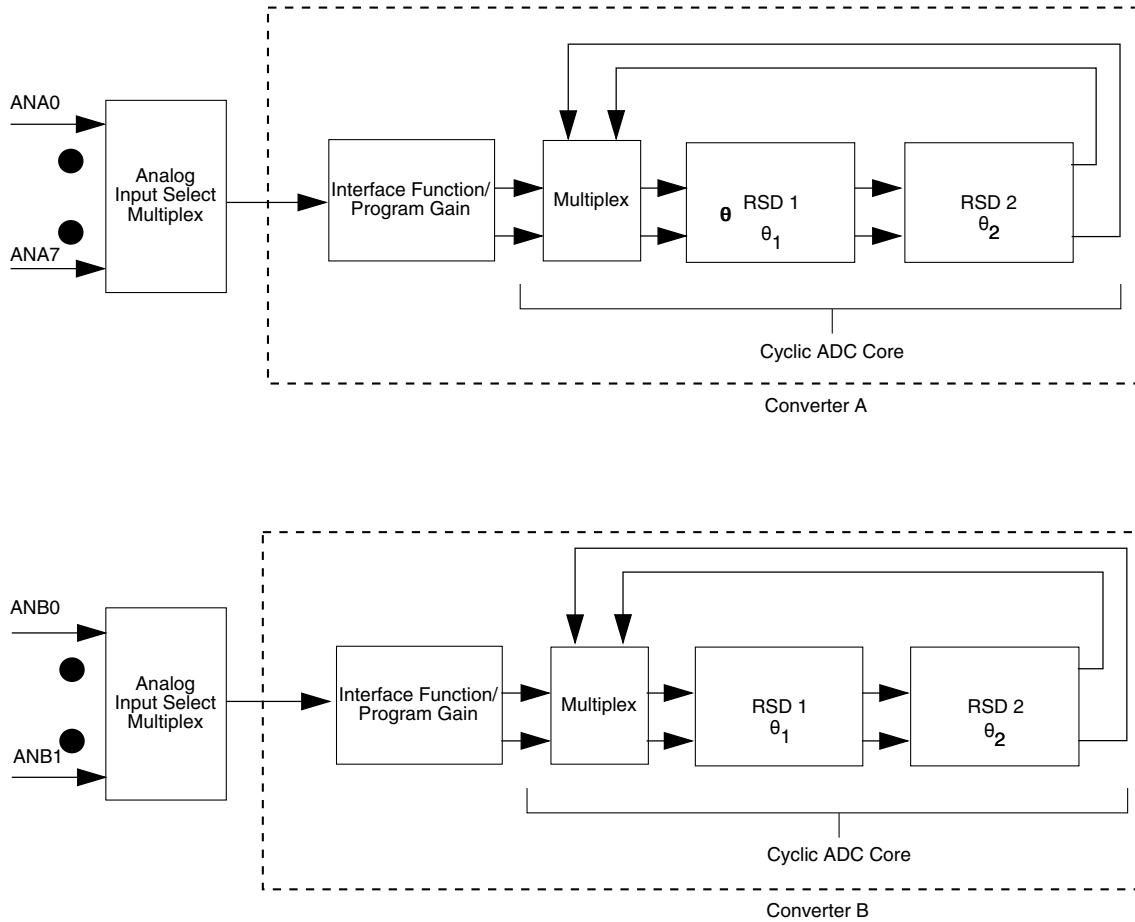 ANA0
Analog
Input Select
Multiplex
ANA7
Interface Function/
Program Gain
Multiplex
θ
RSD 1
θ1
RSD 2
θ2
Cyclic ADC Core
Converter A
ANB0
Analog
Input Select
Multiplex
ANB1
Interface Function/
Program Gain
Multiplex
RSD 1
θ1
RSD 2
θ2
Cyclic ADC Core
Converter B